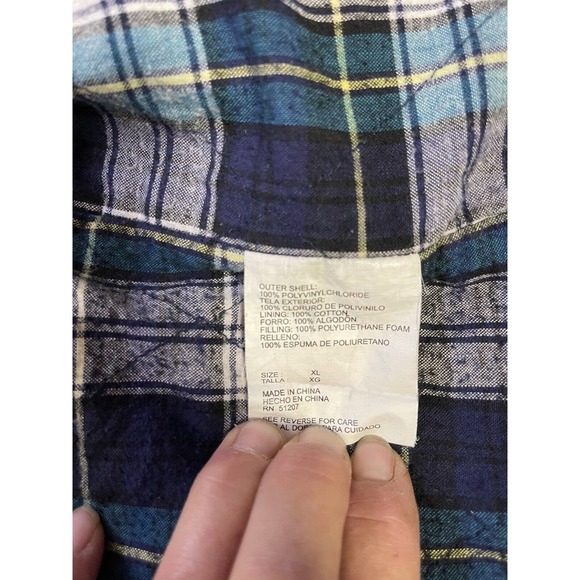 OUTER SHELL:
100% POLYVINYLCHLORIDE
TELA EXTERIOR:
100% CLORURO DE POLIVINILO
LINING: 100% COTTON
FORRO: 100% ALGODÓN
FILLING: 100% POLYURETHANE FOAM
RELLENO:
100% ESPUMA DE POLIURETANO
SIZE : XL
TALLA : XG
MADE IN CHINA
HECHO EN CHINA
RN 51207
SEE REVERSE FOR CARE
AL PARA CUIDADO